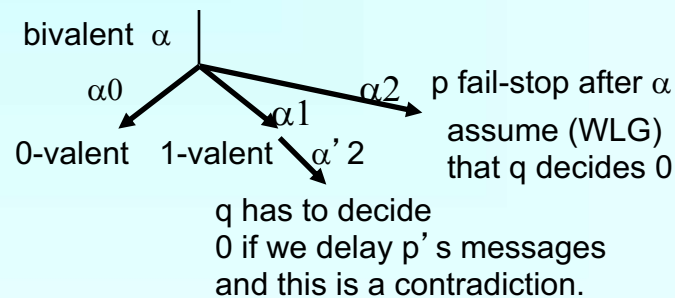 bivalent α
α0
α1
α2
p fail-stop after α
assume (WLG)
that q decides 0
0-valent
1-valent
α' 2
q has to decide
0 if we delay p's messages
and this is a contradiction.